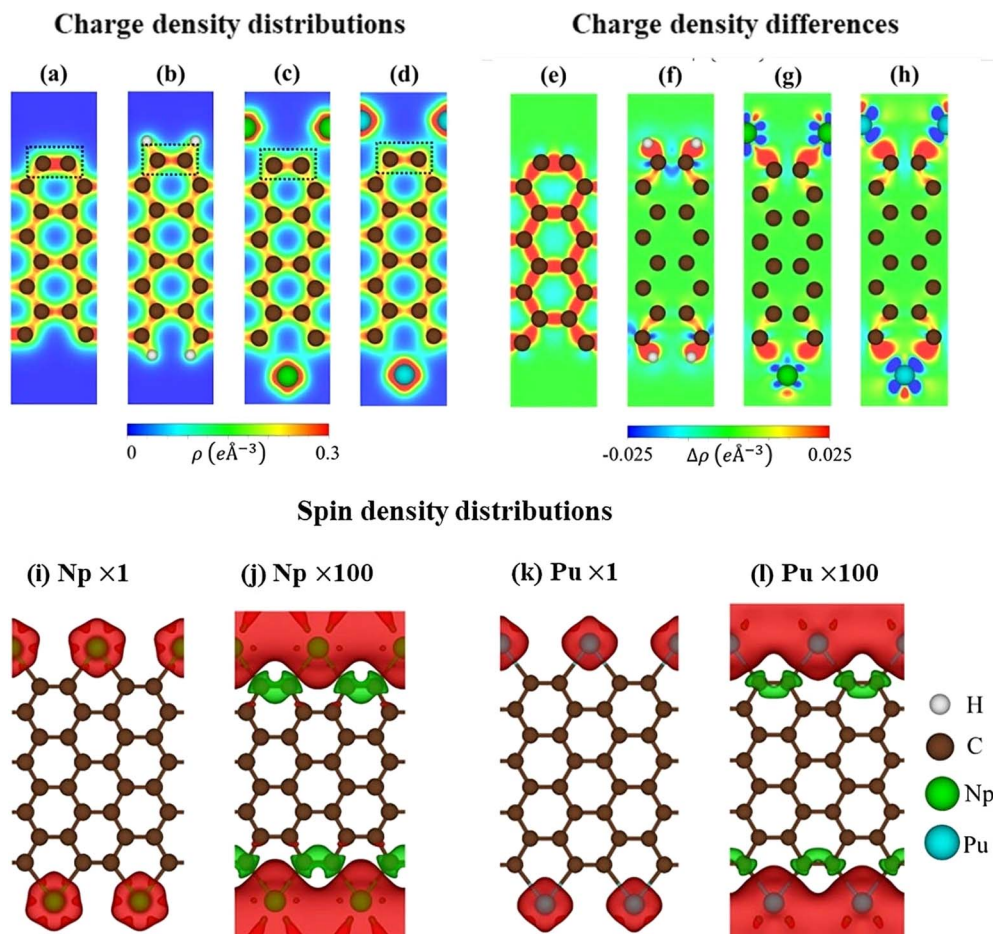 Charge density distributions
Charge density differences
(a) (b) (c) (d)
(e) (f) (g) (h)
0 ρ (eÅ⁻³) 0.3
-0.025 Δρ (eÅ⁻³) 0.025
Spin density distributions
(i) Np ×1
(j) Np ×100
(k) Pu ×1
(l) Pu ×100
H
C
Np
Pu